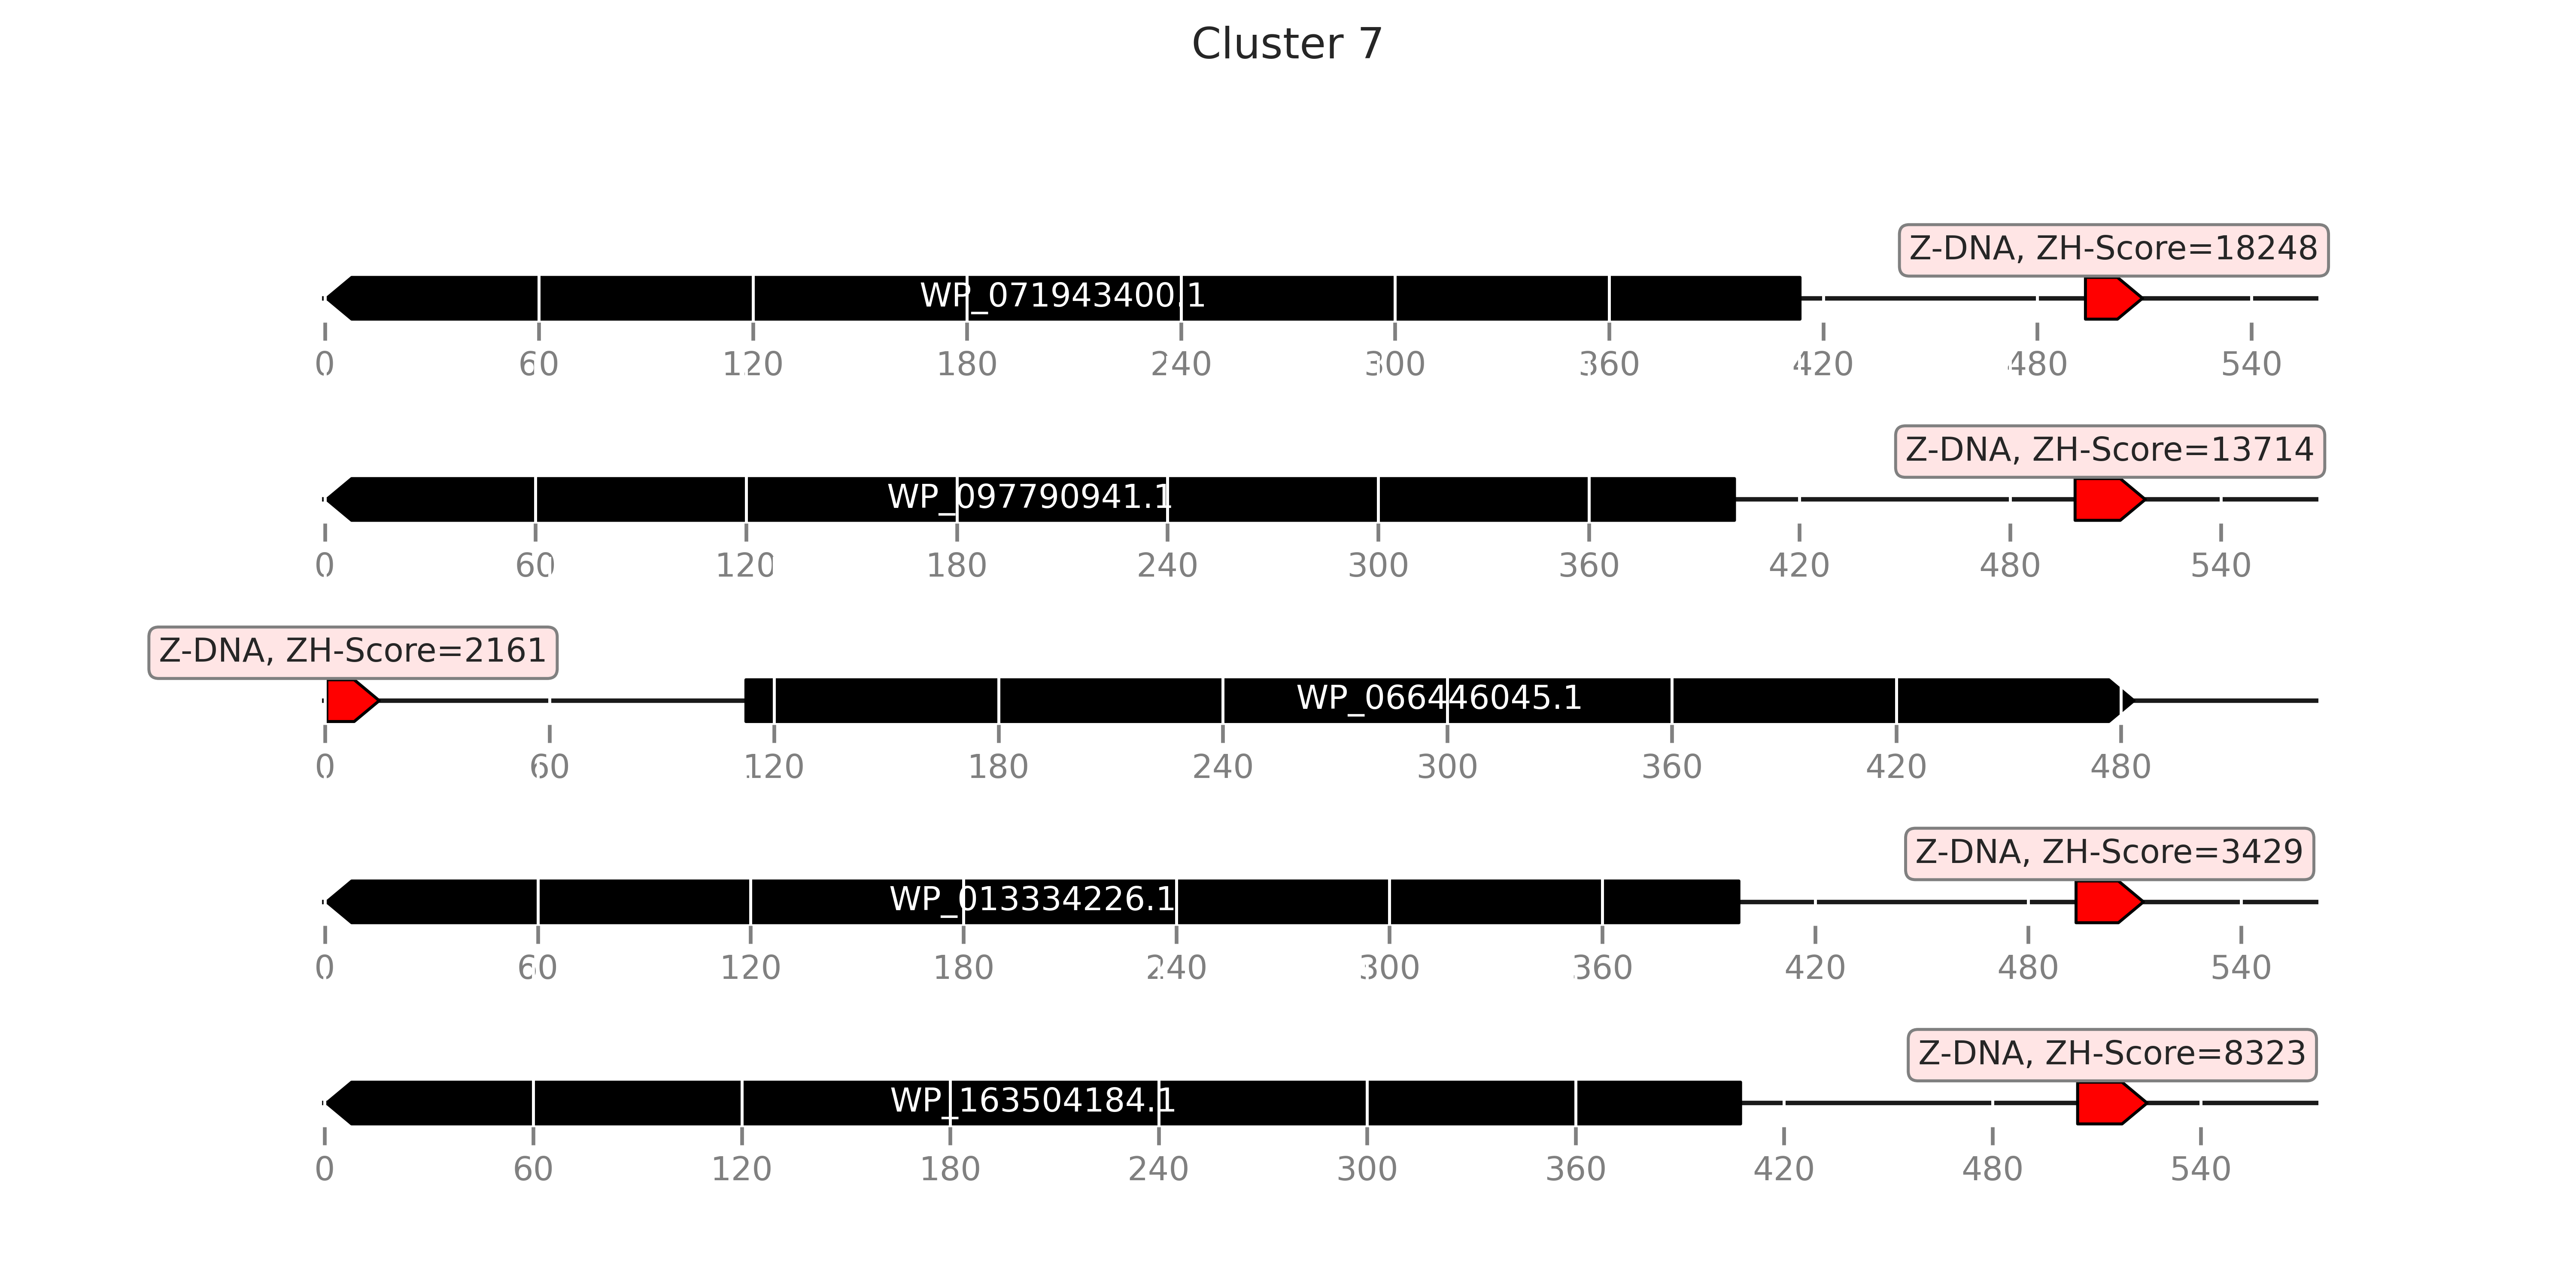 Cluster 7
Z-DNA, ZH-Score=18248
WP_071943400.1
0 60 120 180 240 300 360 420 480 540
Z-DNA, ZH-Score=13714
WP_097790941.1
0 60 120 180 240 300 360 420 480 540
Z-DNA, ZH-Score=2161
WP_066446045.1
0 60 120 180 240 300 360 420 480
Z-DNA, ZH-Score=3429
WP_013334226.1
0 60 120 180 240 300 360 420 480 540
Z-DNA, ZH-Score=8323
WP_163504184.1
0 60 120 180 240 300 360 420 480 540